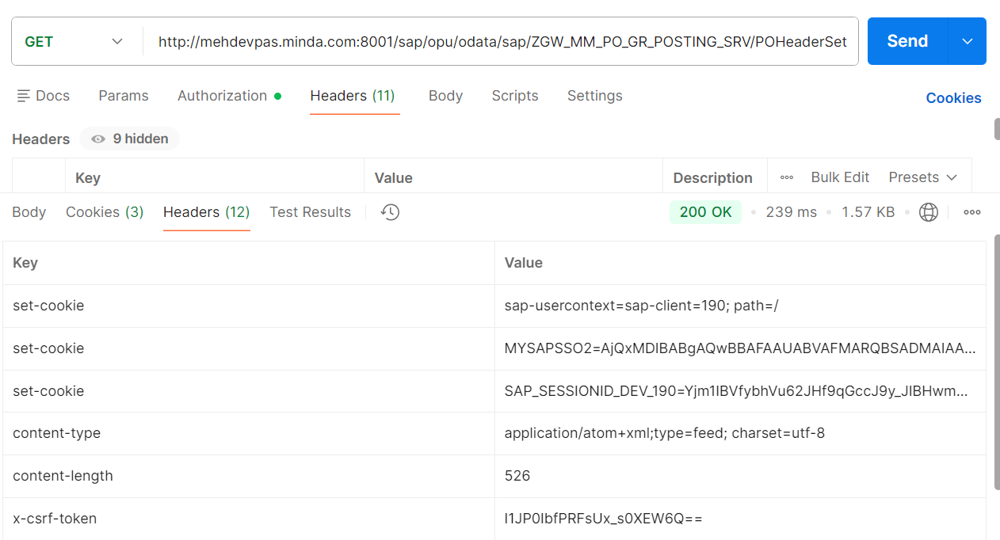 GET http://mehdevpas.minda.com:8001/sap/opu/odata/sap/ZGW_MM_PO_GR_POSTING_SRV/POHeaderSet Send
Docs Params Authorization Headers (11) Body Scripts Settings Cookies
Headers 9 hidden
Key Value Description Bulk Edit Presets
Body Cookies (3) Headers (12) Test Results 200 OK 239 ms 1.57 KB
Key Value
set-cookie sap-usercontext=sap-client=190; path=/
set-cookie MYSAPSSO2=AjQxMDIBABgAQwBBAFAAUABVAFMARQBSADMAIAA...
set-cookie SAP_SESSIONID_DEV_190=Yjm1IBVfybhVu62JHf9qGccJ9y_JIBHwm...
content-type application/atom+xml;type=feed; charset=utf-8
content-length 526
x-csrf-token I1JP0IbfPRFsUx_s0XEW6Q==